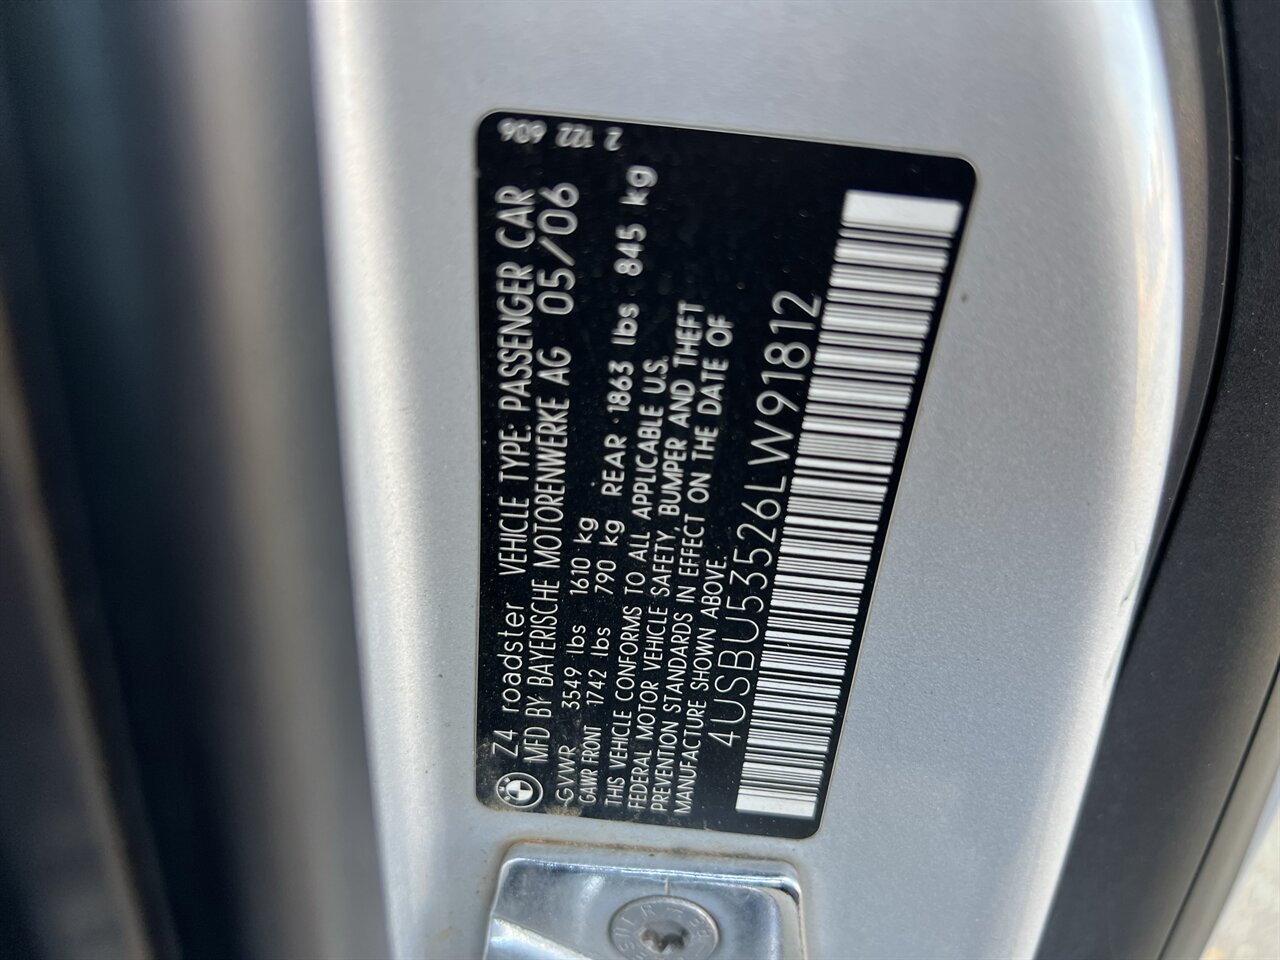 2 122 606
Z4 roadster VEHICLE TYPE: PASSENGER CAR
MFD BY BAYERISCHE MOTORENWERKE AG 05/06
GVWR 3549 lbs 1610 kg
GAWR FRONT 1742 lbs 790 kg REAR 1863 lbs 845 kg
THIS VEHICLE CONFORMS TO ALL APPLICABLE U.S.
FEDERAL MOTOR VEHICLE SAFETY, BUMPER AND THEFT
PREVENTION STANDARDS IN EFFECT ON THE DATE OF
MANUFACTURE SHOWN ABOVE.
4USBU53526LW91812